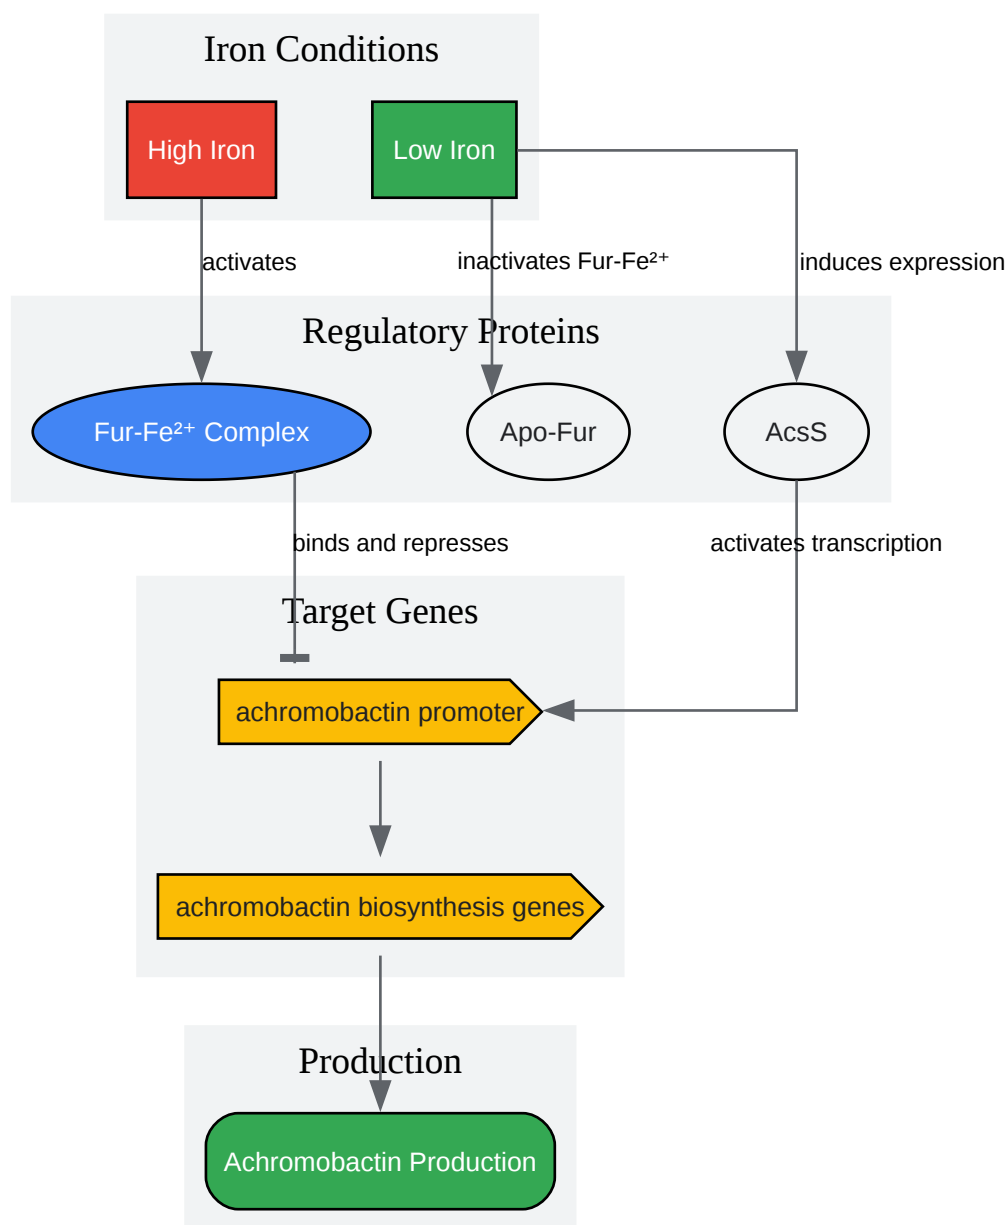 Iron Conditions
High Iron
Low Iron
activates
inactivates Fur-Fe²⁺
induces expression
Regulatory Proteins
Fur-Fe²⁺ Complex
Apo-Fur
AcsS
binds and represses
activates transcription
Target Genes
achromobactin promoter
achromobactin biosynthesis genes
Production
Achromobactin Production